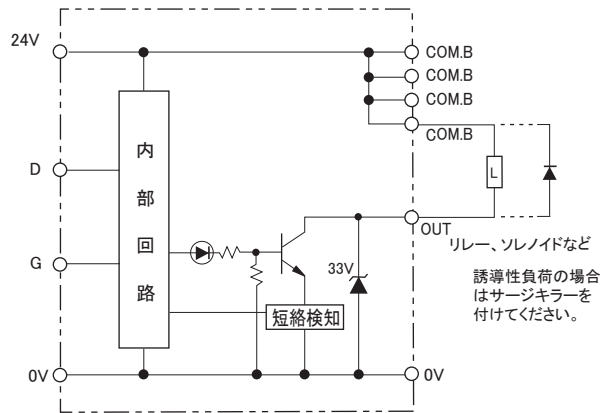 24V
COM.B
COM.B
COM.B
COM.B
D
内部回路
L
OUT
リレー、ソレノイドなど
G
33V
誘導性負荷の場合
はサージキラーを
付けてください。
短絡検知
0V
0V